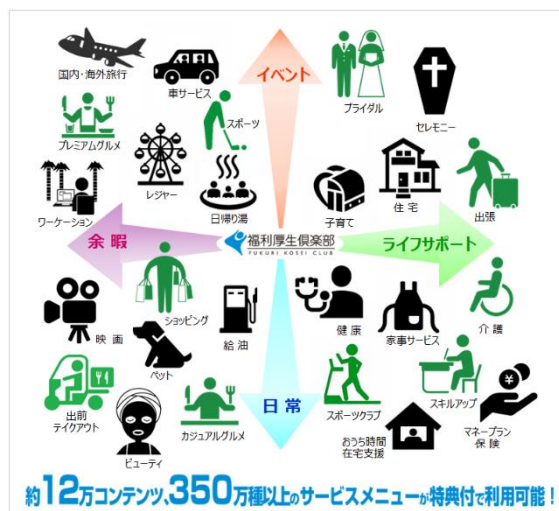 イベント
国内・海外旅行
車サービス
ブライダル
セレモニー
プレミアムグルメ
スポーツ
レジャー
ワーケーション
日帰り湯
子育て
住宅
出張
余暇
福利厚生倶楽部
FUKURI KOSEI CLUB
ライフサポート
映画
ショッピング
給油
健康
家事サービス
介護
ペット
出前
テイクアウト
ビューティ
カジュアルグルメ
日常
スポーツクラブ
おうち時間
在宅支援
スキルアップ
¥
マネープラン
保険
約12万コンテンツ、350万種以上のサービスメニューが特典付で利用可能！